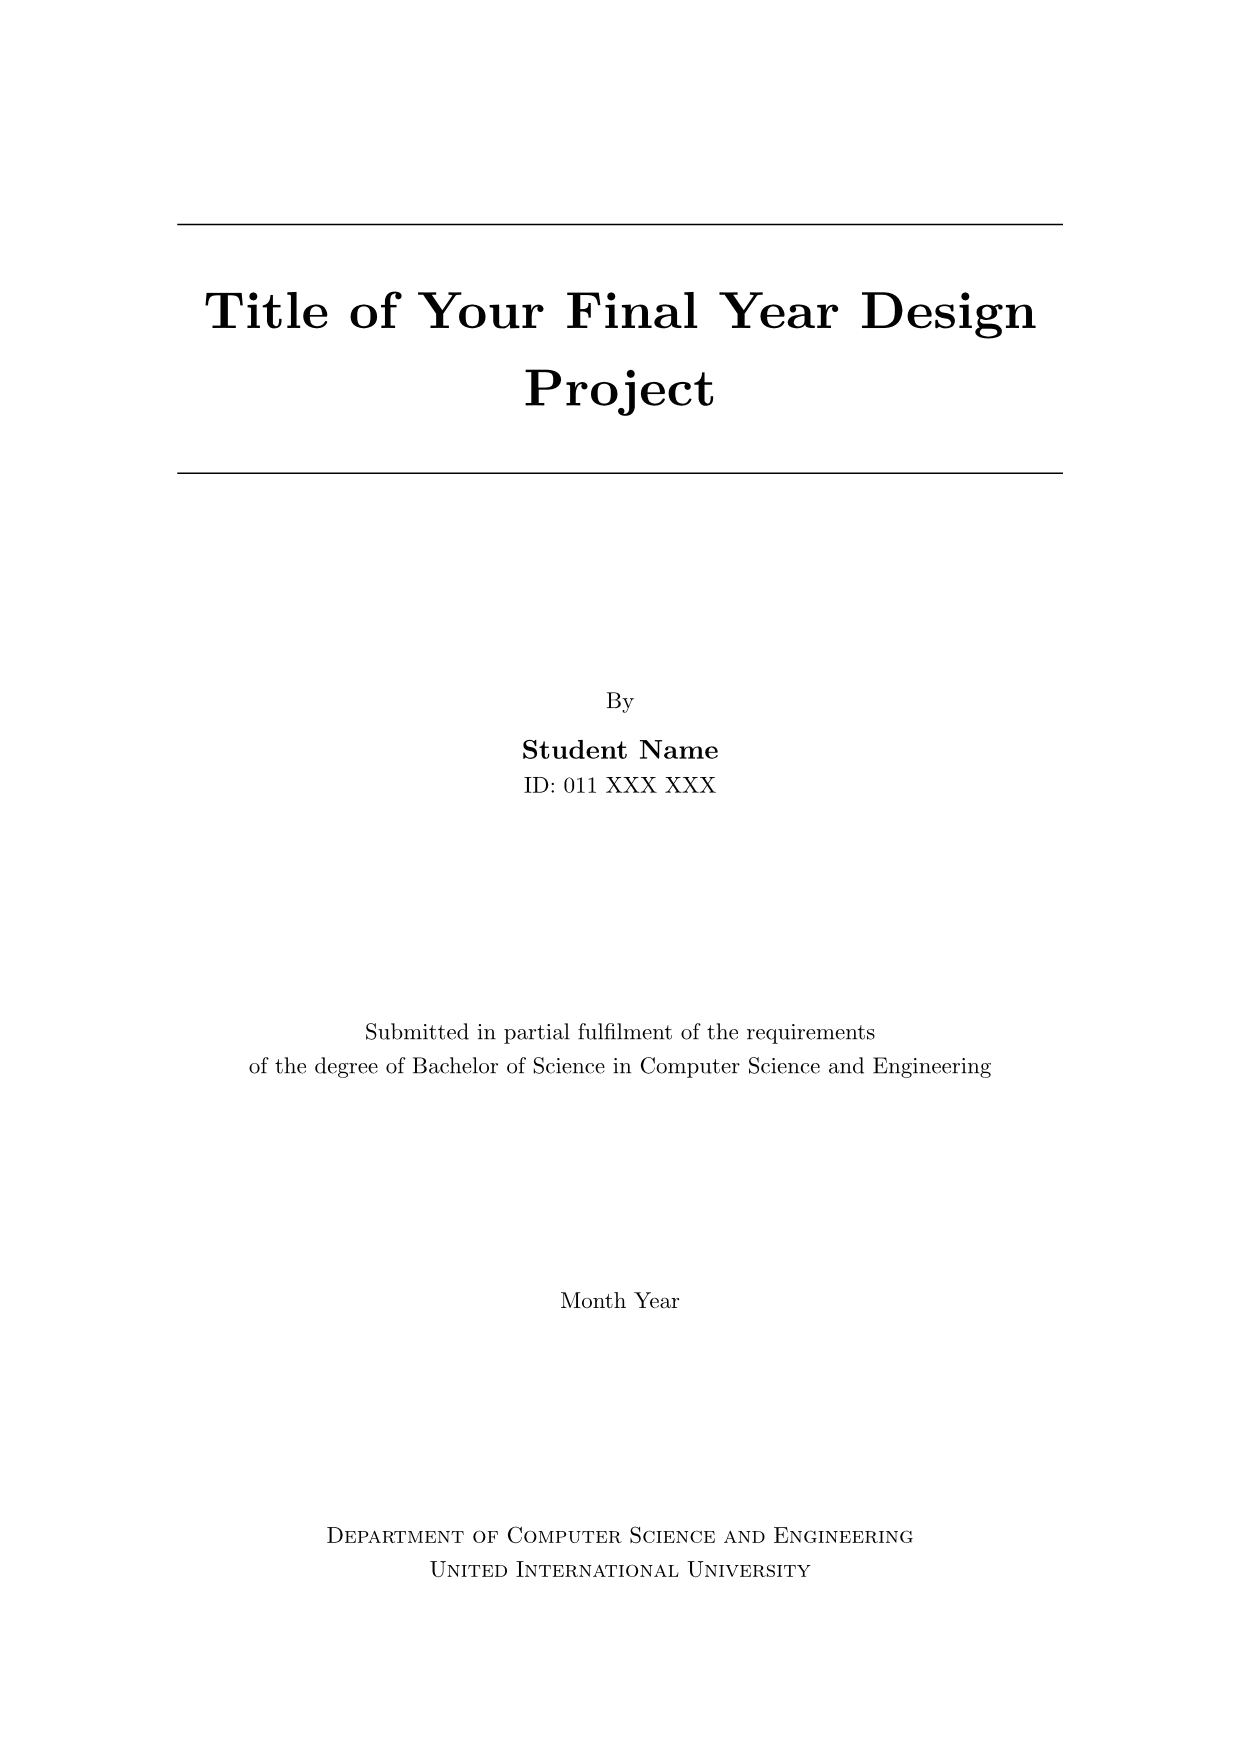 Title of Your Final Year Design
Project
By
Student Name
ID: 011 XXX XXX
Submitted in partial fulfilment of the requirements
of the degree of Bachelor of Science in Computer Science and Engineering
Month Year
Department of Computer Science and Engineering
United International University